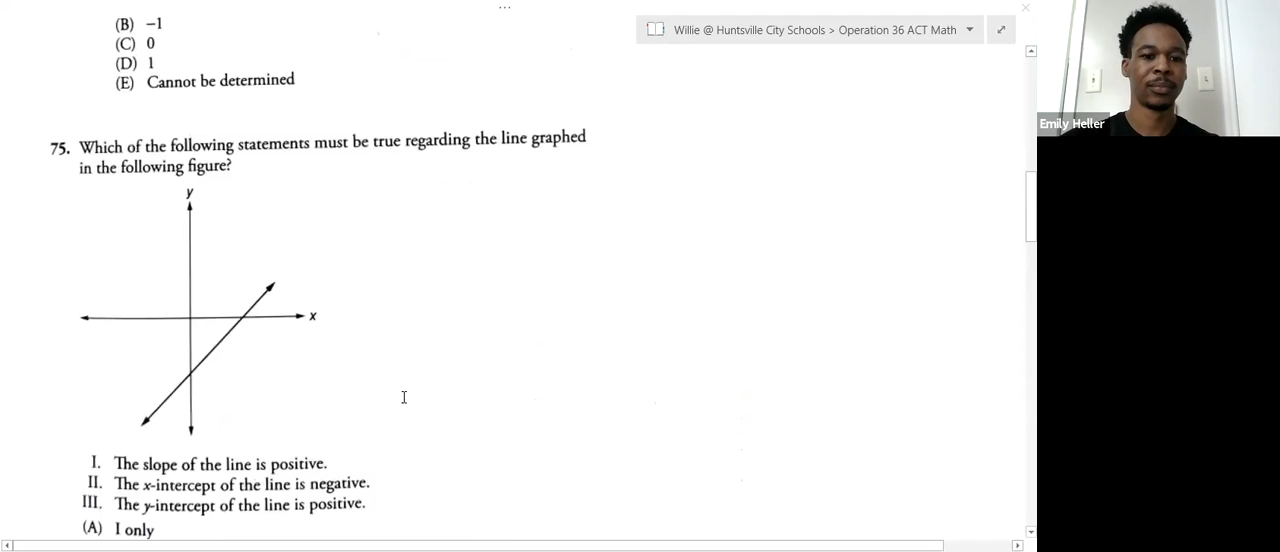 (B) −1
(C) 0
(D) 1
(E) Cannot be determined
Willie @ Huntsville City Schools > Operation 36 ACT Math
Emily Heller
75. Which of the following statements must be true regarding the line graphed
in the following figure?
y
x
I. The slope of the line is positive.
II. The x-intercept of the line is negative.
III. The y-intercept of the line is positive.
(A) I only